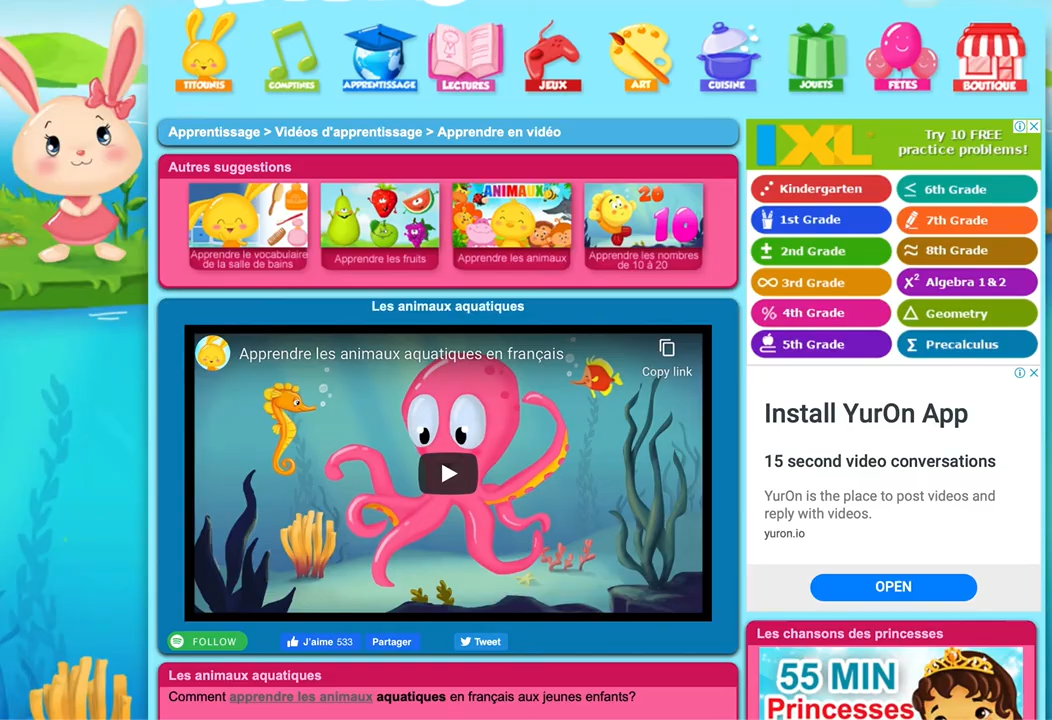 TITOUNIS
COMPTINES
APPRENTISSAGE
LECTURES
JEUX
ART
CUISINE
JOUETS
FETES
BOUTIQUE
Apprentissage > Vidéos d'apprentissage > Apprendre en vidéo
Autres suggestions
Apprendre le vocabulaire
de la salle de bains
Apprendre les fruits
ANIMAUX
Apprendre les animaux
20
10
Apprendre les nombres
de 10 à 20
Les animaux aquatiques
Apprendre les animaux aquatiques en français
Copy link
FOLLOW
J'aime 533
Partager
Tweet
Les animaux aquatiques
Comment apprendre les animaux aquatiques en français aux jeunes enfants?
IXL
Try 10 FREE
practice problems!
Kindergarten
6th Grade
1st Grade
7th Grade
2nd Grade
8th Grade
3rd Grade
x² Algebra 1&2
4th Grade
Geometry
5th Grade
Precalculus
Install YurOn App
15 second video conversations
YurOn is the place to post videos and
reply with videos.
yuron.io
OPEN
Les chansons des princesses
55 MIN
Princesses